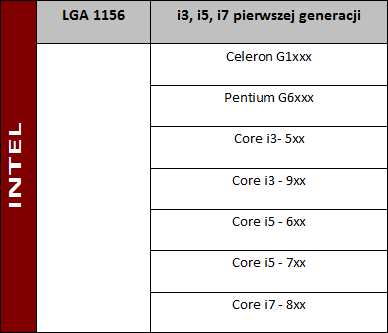 INTEL
LGA 1156
i3, i5, i7 pierwszej generacji
Celeron G1xxx
Pentium G6xxx
Core i3- 5xx
Core i3 - 9xx
Core i5 - 6xx
Core i5 - 7xx
Core i7 - 8xx